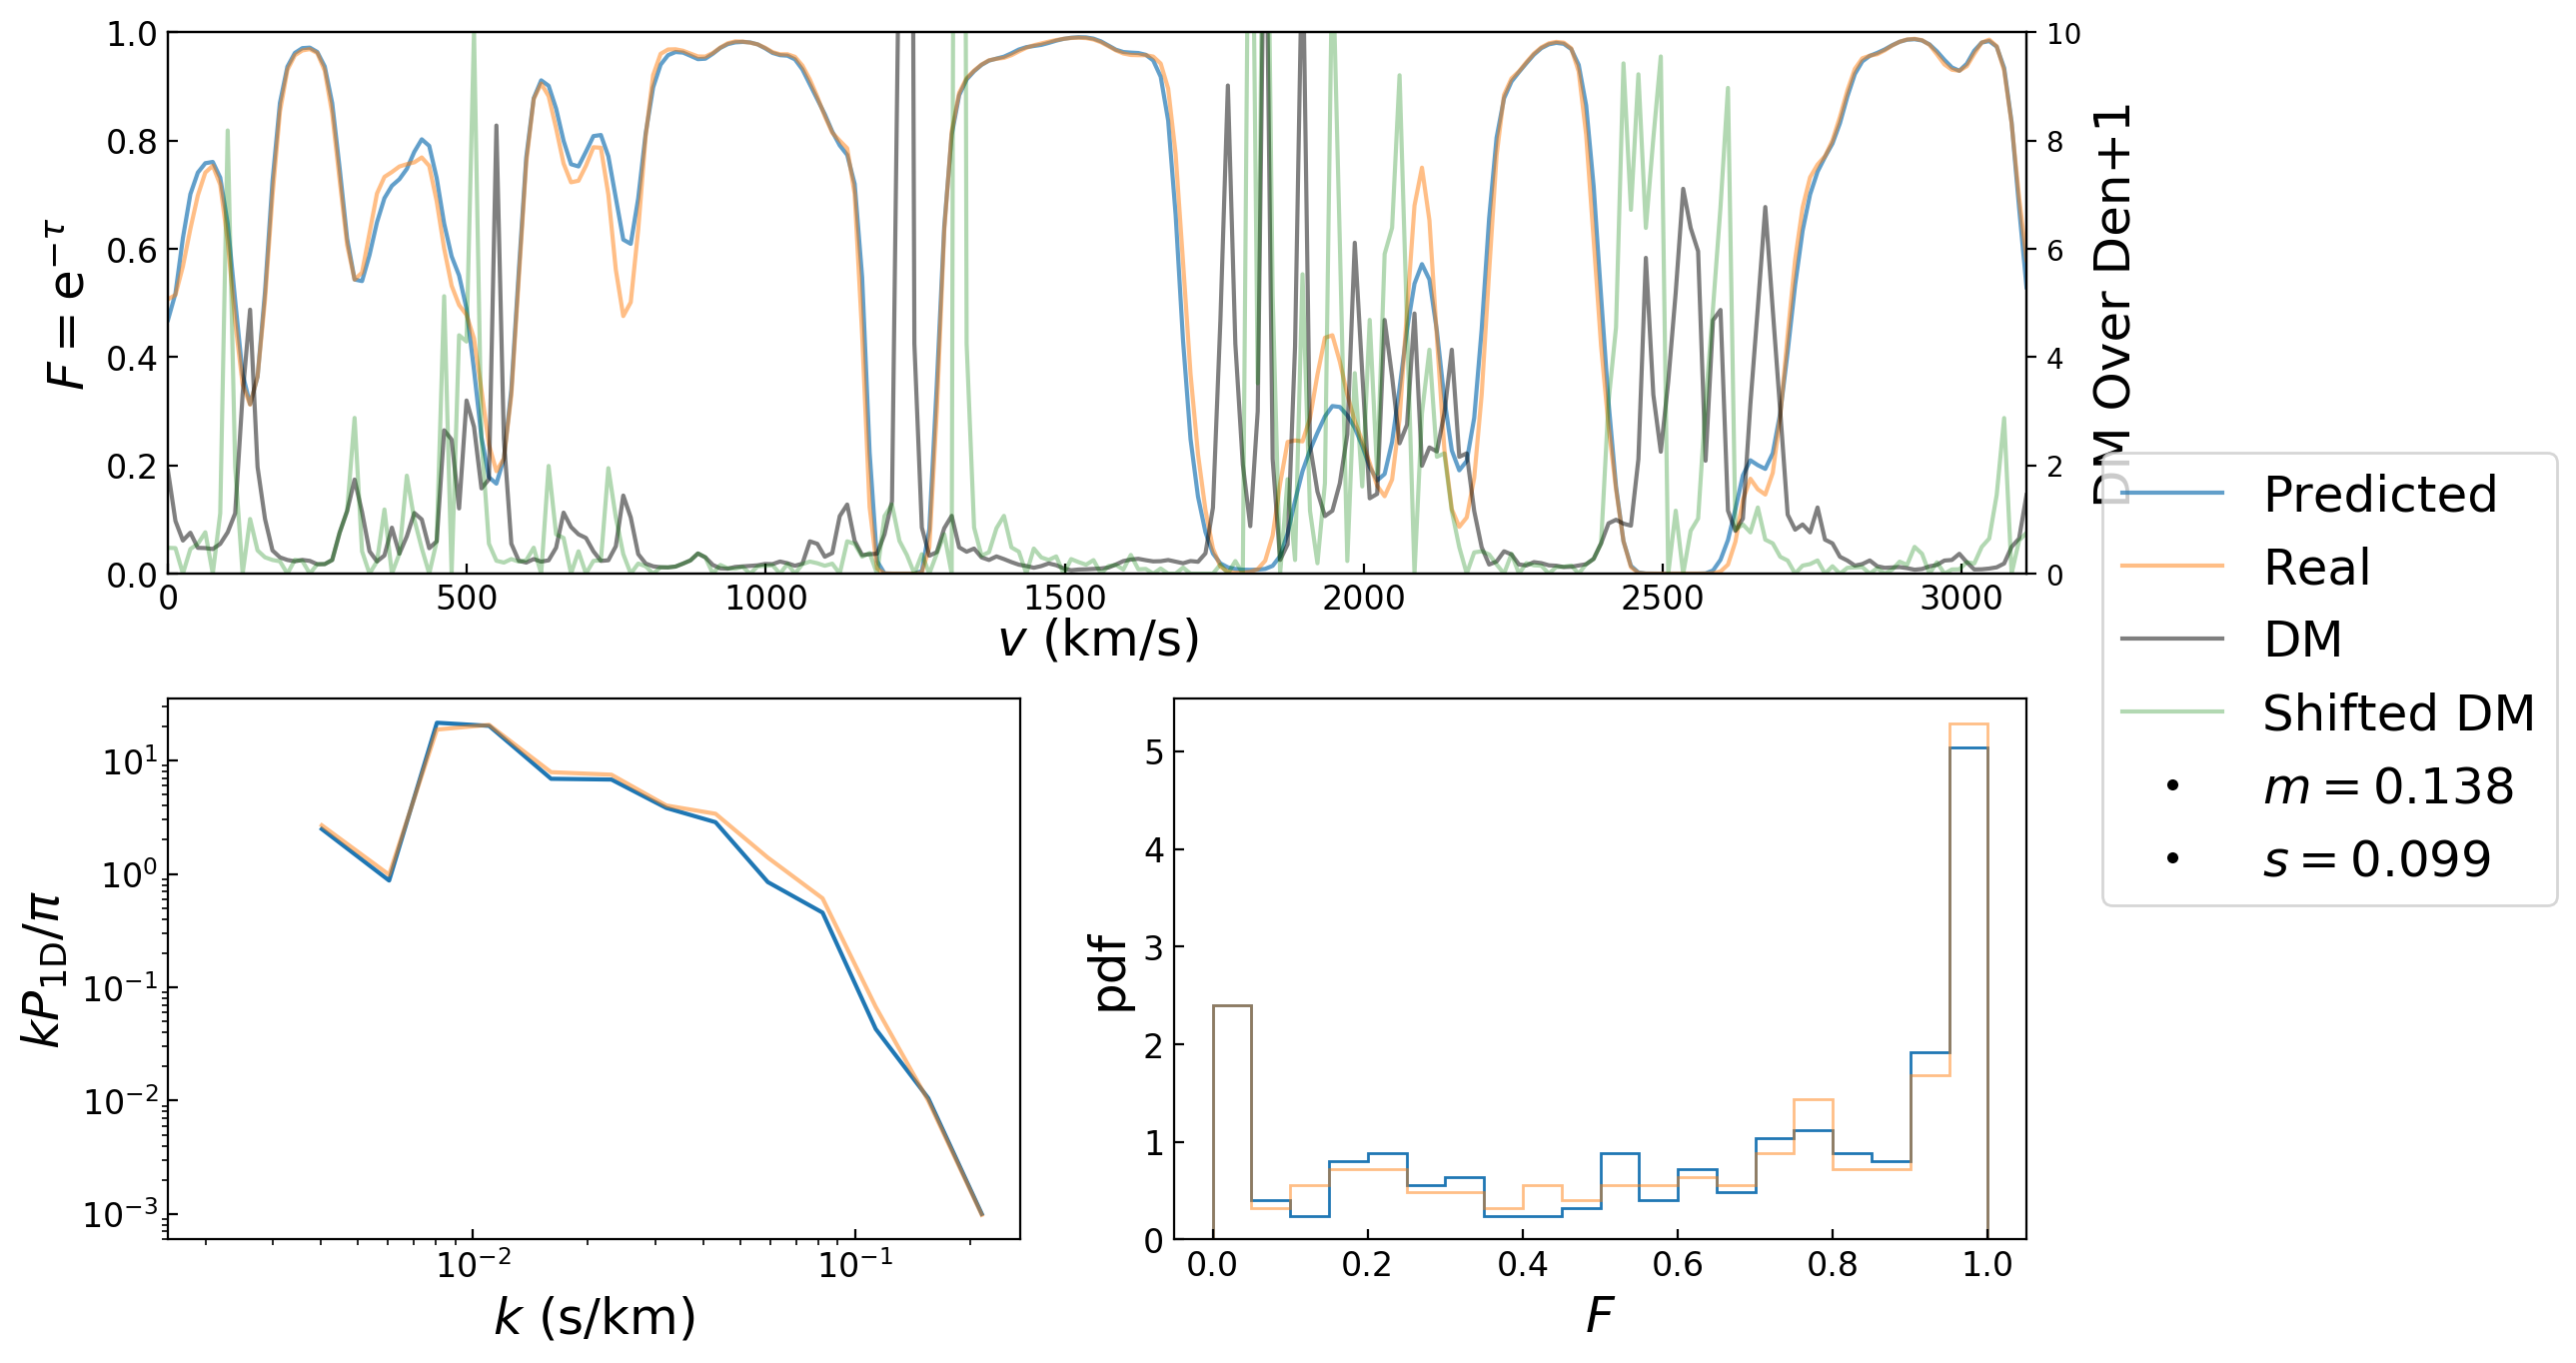 1.0
0.8
0.6
0.4
0.2
0.0
F = e^{−τ}
10
8
6
4
2
0
DM Over Den+1
0 500 1000 1500 2000 2500 3000
v (km/s)
Predicted
Real
DM
Shifted DM
m = 0.138
s = 0.099
10^1
10^0
10^{−1}
10^{−2}
10^{−3}
kP_{1D}/π
10^{−2} 10^{−1}
k (s/km)
5
4
3
2
1
0
pdf
0.0 0.2 0.4 0.6 0.8 1.0
F